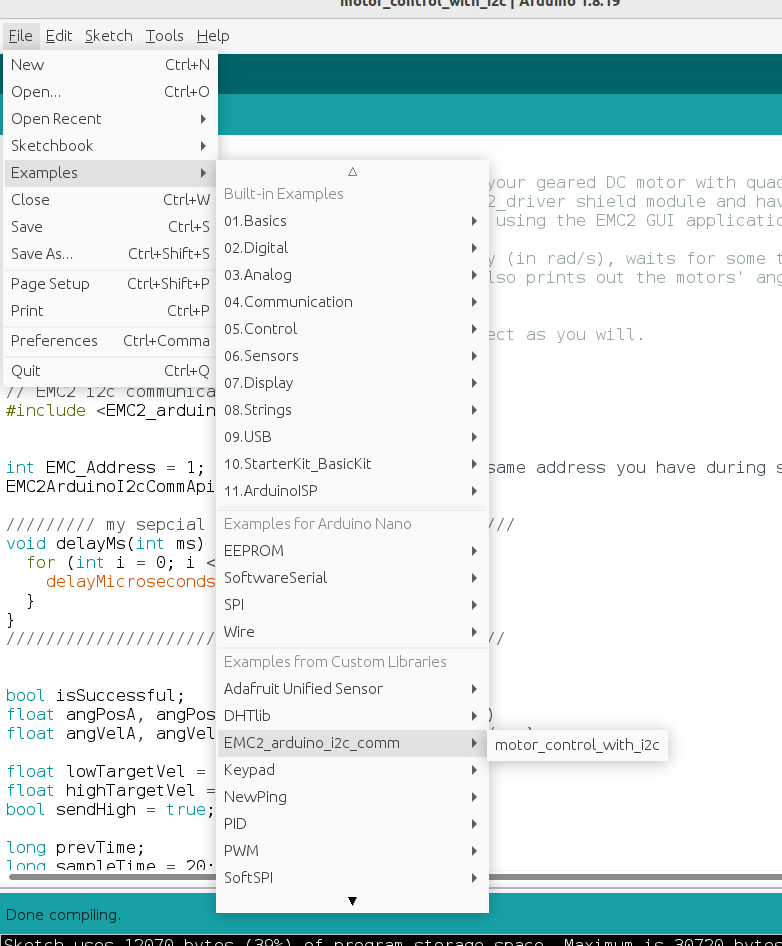 motor_control_with_i2c | Arduino 1.8.19
File Edit Sketch Tools Help
New Ctrl+N
Open... Ctrl+O
Open Recent
Sketchbook
Examples
Close Ctrl+W
Save Ctrl+S
Save As... Ctrl+Shift+S
Page Setup Ctrl+Shift+P
Print Ctrl+P
Preferences Ctrl+Comma
Quit Ctrl+Q
Built-in Examples
01.Basics
02.Digital
03.Analog
04.Communication
05.Control
06.Sensors
07.Display
08.Strings
09.USB
10.StarterKit_BasicKit
11.ArduinoISP
Examples for Arduino Nano
EEPROM
SoftwareSerial
SPI
Wire
Examples from Custom Libraries
Adafruit Unified Sensor
DHTlib
EMC2_arduino_i2c_comm
Keypad
NewPing
PID
PWM
SoftSPI
motor_control_with_i2c
your geared DC motor with quad
2_driver shield module and hav
using the EMC2 GUI applicatio
y (in rad/s), waits for some t
lso prints out the motors' ang
ect as you will.
// EMC2 i2c communica
#include <EMC2_arduin
int EMC_Address = 1; same address you have during s
EMC2ArduinoI2cCommApi
///////// my sepcial ///
void delayMs(int ms)
for (int i = 0; i <
delayMicroseconds
}
}
///////////////////// //
bool isSuccessful;
float angPosA, angPos )
float angVelA, angVel
float lowTargetVel =
float highTargetVel =
bool sendHigh = true;
long prevTime;
long sampleTime = 20;
Done compiling.
Sketch uses 12070 bytes (39%) of program storage space. Maximum is 30720 bytes